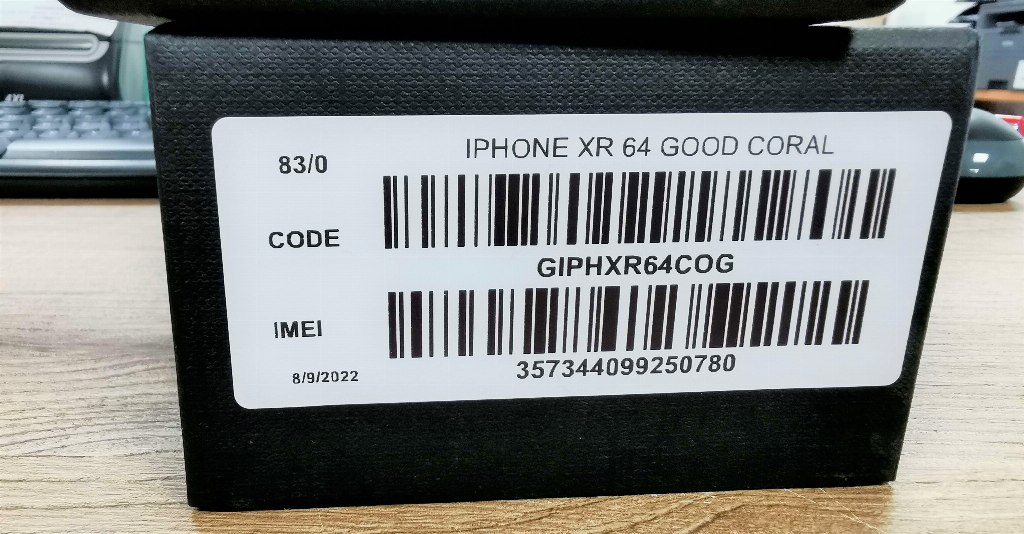 IPHONE XR 64 GOOD CORAL
83/0
CODE
GIPHXR64COG
IMEI
357344099250780
8/9/2022